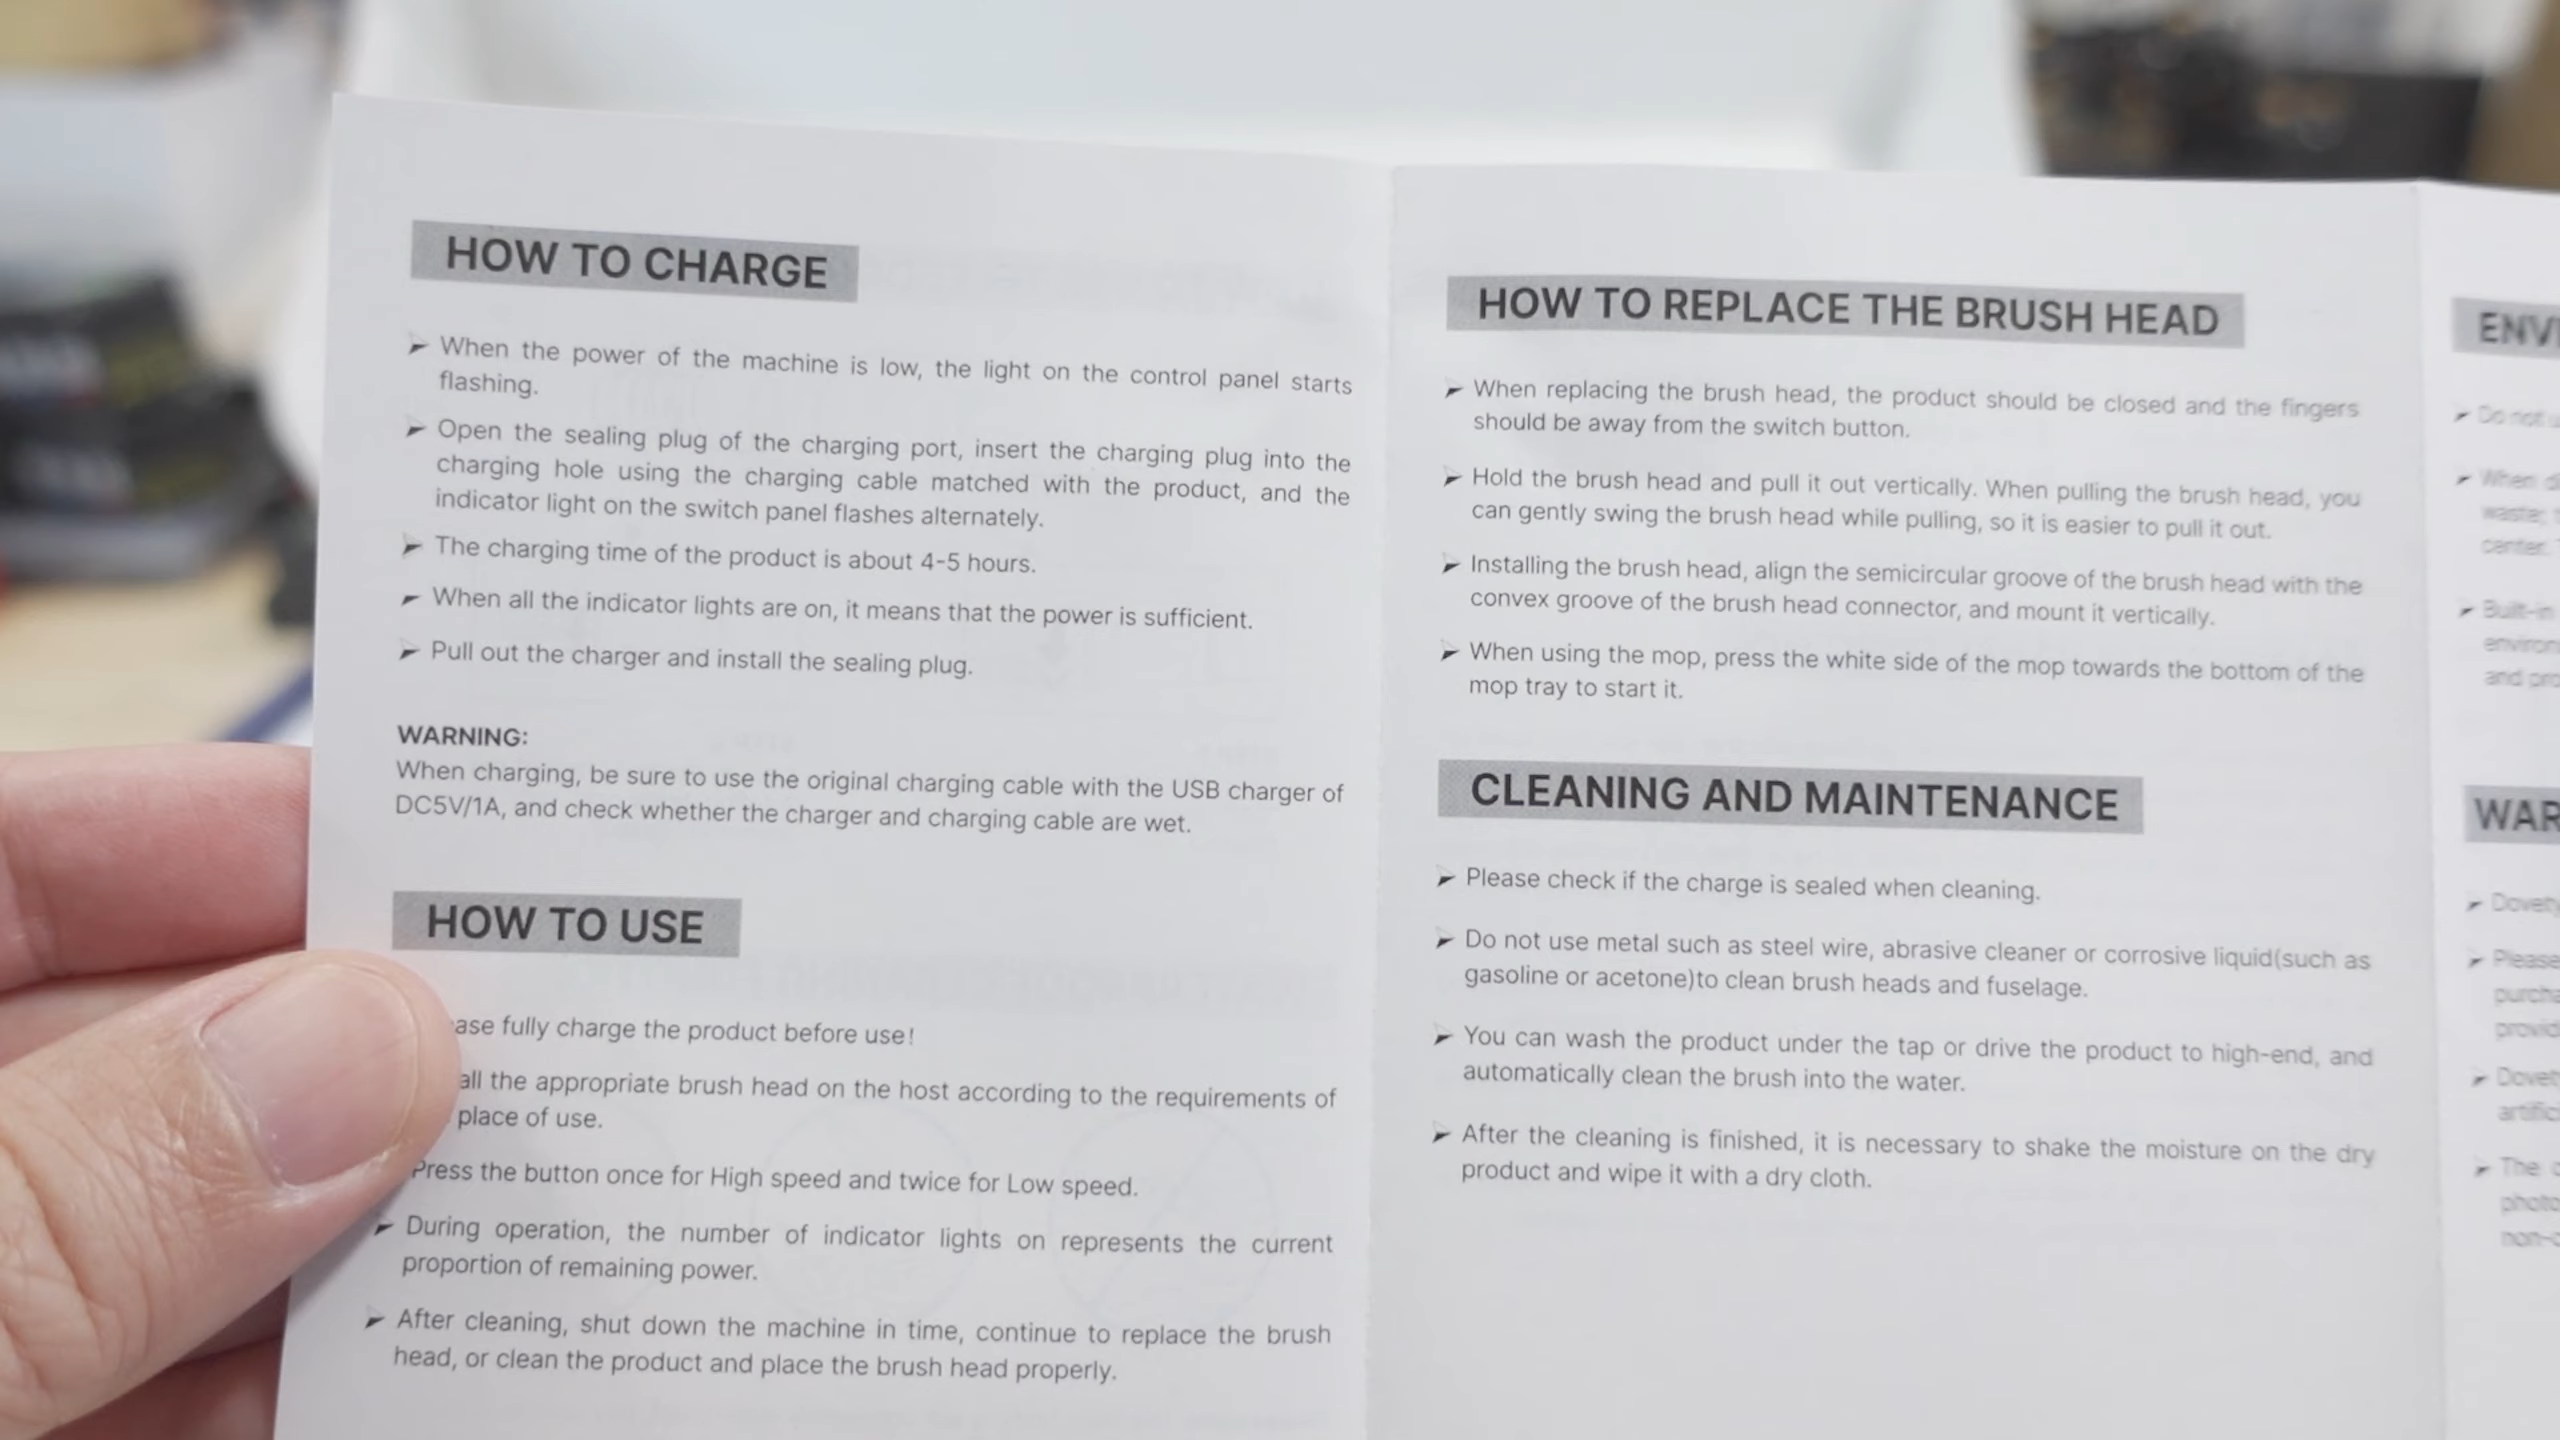 HOW TO CHARGE
When the power of the machine is low, the light on the control panel starts
flashing.
Open the sealing plug of the charging port, insert the charging plug into the
charging hole using the charging cable matched with the product, and the
indicator light on the switch panel flashes alternately.
The charging time of the product is about 4-5 hours.
When all the indicator lights are on, it means that the power is sufficient.
Pull out the charger and install the sealing plug.
WARNING:
When charging, be sure to use the original charging cable with the USB charger of
DC5V/1A, and check whether the charger and charging cable are wet.
HOW TO USE
fully charge the product before use!
the appropriate brush head on the host according to the requirements of
place of use.
Press the button once for High speed and twice for Low speed.
During operation, the number of indicator lights on represents the current
proportion of remaining power.
After cleaning, shut down the machine in time, continue to replace the brush
head, or clean the product and place the brush head properly.
HOW TO REPLACE THE BRUSH HEAD
When replacing the brush head, the product should be closed and the fingers
should be away from the switch button.
Hold the brush head and pull it out vertically. When pulling the brush head, you
can gently swing the brush head while pulling, so it is easier to pull it out.
Installing the brush head, align the semicircular groove of the brush head with the
convex groove of the brush head connector, and mount it vertically.
When using the mop, press the white side of the mop towards the bottom of the
mop tray to start it.
CLEANING AND MAINTENANCE
Please check if the charge is sealed when cleaning.
Do not use metal such as steel wire, abrasive cleaner or corrosive liquid(such as
gasoline or acetone)to clean brush heads and fuselage.
You can wash the product under the tap or drive the product to high-end, and
automatically clean the brush into the water.
After the cleaning is finished, it is necessary to shake the moisture on the dry
product and wipe it with a dry cloth.
Do not
When
Built-in
and
Please
The